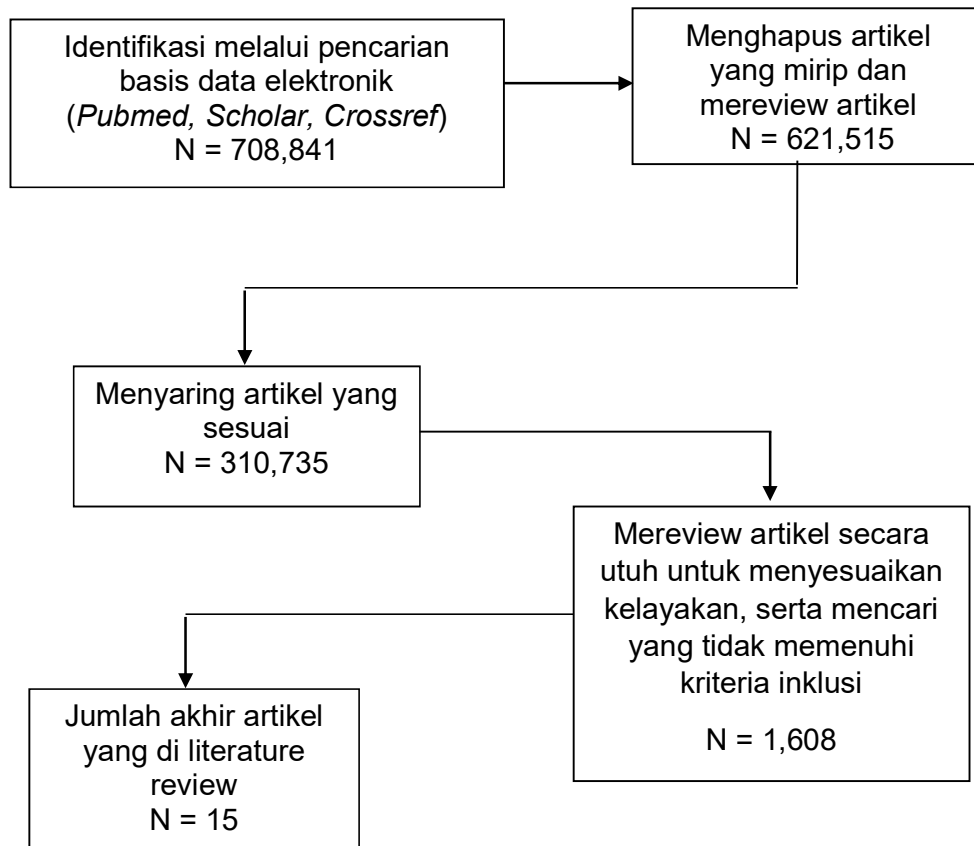 Identifikasi melalui pencarian
basis data elektronik
(Pubmed, Scholar, Crossref)
N = 708,841
Menghapus artikel
yang mirip dan
mereview artikel
N = 621,515
Menyaring artikel yang
sesuai
N = 310,735
Mereview artikel secara
utuh untuk menyesuaikan
kelayakan, serta mencari
yang tidak memenuhi
kriteria inklusi
N = 1,608
Jumlah akhir artikel
yang di literature
review
N = 15